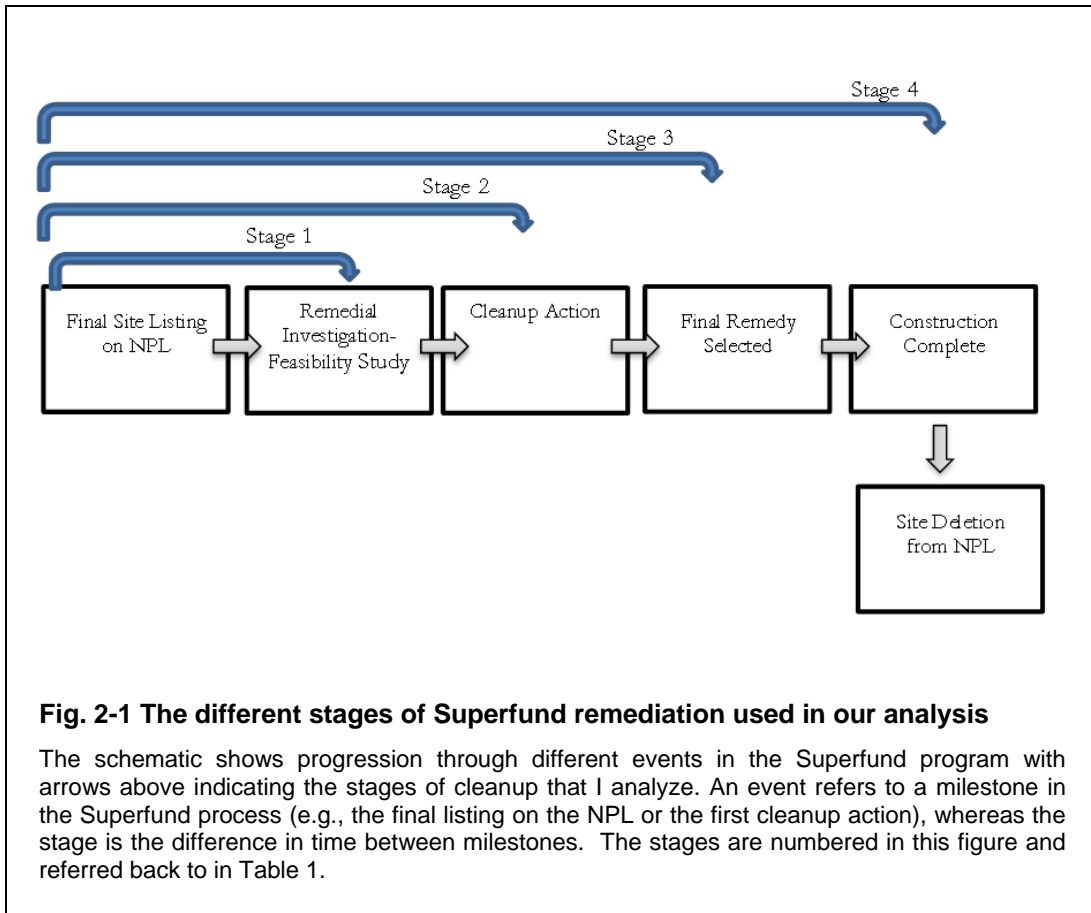 Stage 4
Stage 3
Stage 2
Stage 1
Final Site Listing
on NPL
Remedial
Investigation-
Feasibility Study
Cleanup Action
Final Remedy
Selected
Construction
Complete
Site Deletion
from NPL
Fig. 2-1 The different stages of Superfund remediation used in our analysis
The schematic shows progression through different events in the Superfund program with
arrows above indicating the stages of cleanup that I analyze. An event refers to a milestone in
the Superfund process (e.g., the final listing on the NPL or the first cleanup action), whereas the
stage is the difference in time between milestones. The stages are numbered in this figure and
referred back to in Table 1.